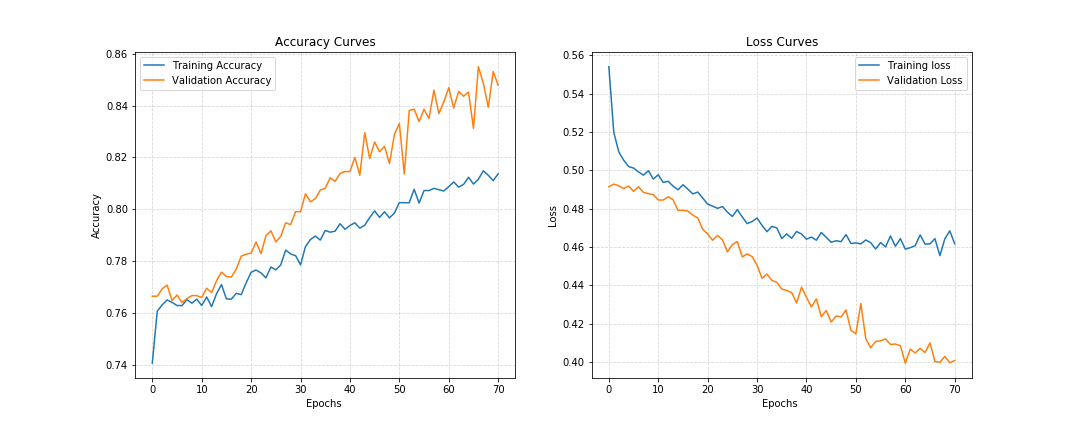 Accuracy Curves
Training Accuracy
Validation Accuracy
Accuracy
0.86
0.84
0.82
0.80
0.78
0.76
0.74
0 10 20 30 40 50 60 70
Epochs
Loss Curves
Training loss
Validation Loss
Loss
0.56
0.54
0.52
0.50
0.48
0.46
0.44
0.42
0.40
0 10 20 30 40 50 60 70
Epochs